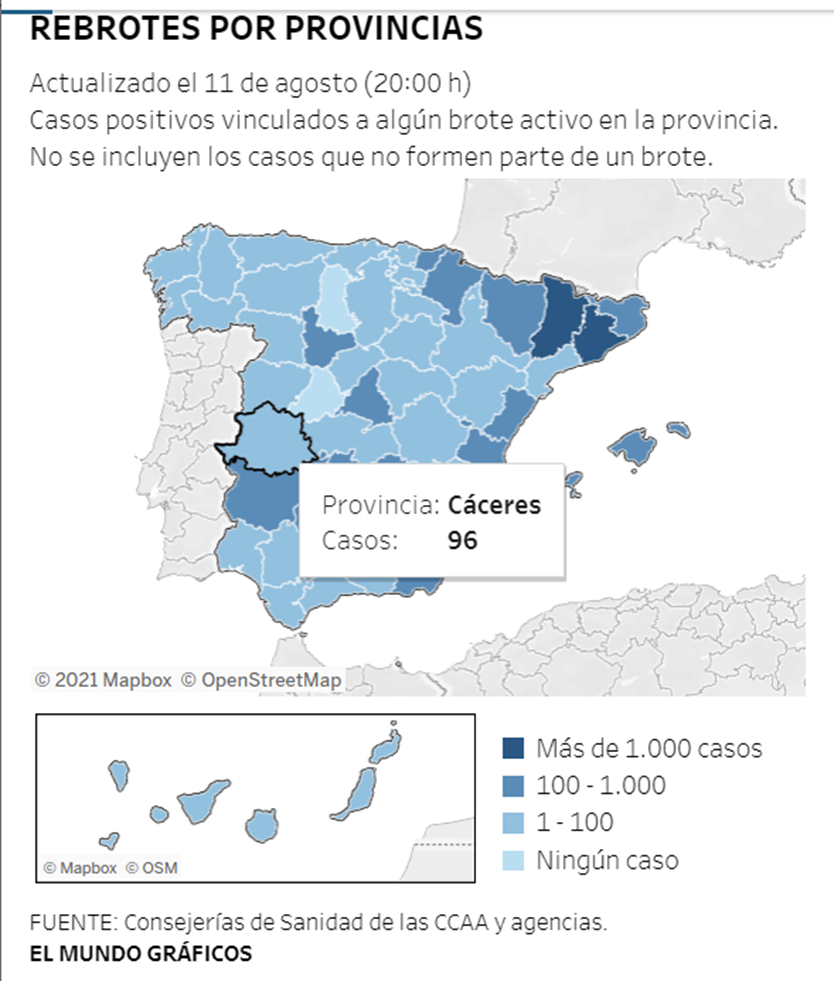 REBROTES POR PROVINCIAS
Actualizado el 11 de agosto (20:00 h)
Casos positivos vinculados a algún brote activo en la provincia.
No se incluyen los casos que no formen parte de un brote.
Provincia: Cáceres
Casos: 96
© 2021 Mapbox © OpenStreetMap
Más de 1.000 casos
100 - 1.000
1 - 100
Ningún caso
© Mapbox © OSM
FUENTE: Consejerías de Sanidad de las CCAA y agencias.
EL MUNDO GRÁFICOS